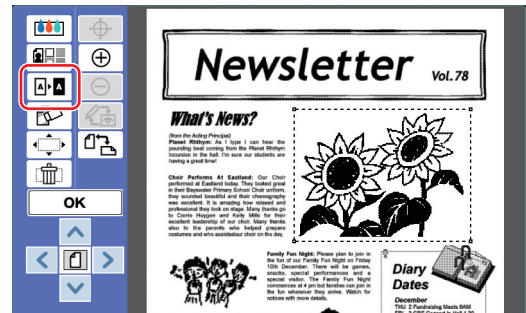 A A
OK
Newsletter Vol. 78
What's News?
(from the Acting Principal)
Planet Rhthym: As I type I can hear the
pounding beat coming from the Planet Rhthym
Incursion in the hall. I'm sure our students are
having a great time!
Choir Performs At Eastland: Our Choir
performed at Eastland today. They looked great
in their Bayswater Primary School Choir uniform,
they sounded beautiful and their choreography
was excellent. It is amazing how relaxed and
professional they look on stage. Many thanks go
to Corrie Huygen and Kelly Mills for their
excellent leadership of our choir. Many thanks
also to the parents who helped prepare
costumes and who assisted our choir on the day.
Family Fun Night: Please plan to join in
the fun of our Family Fun Night on Friday
10th December. There will be games,
snacks, special performances and a
special visitor. The Family Fun Night
commences at 4 pm but families can join in
the fun whenever they arrive. Watch for
notices with more details.
Diary
Dates
December
THU 2 Fundraising Meets 9AM